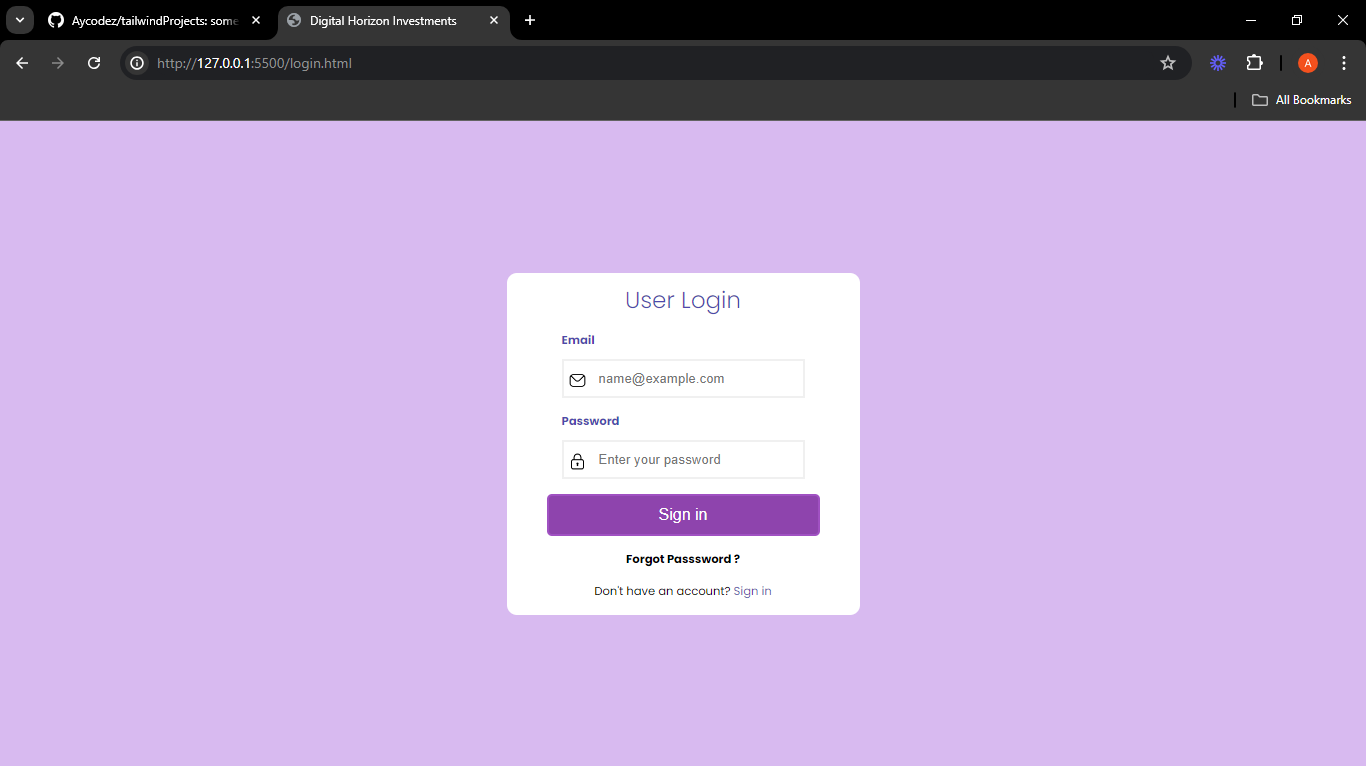 Aycodez/tailwindProjects: some
Digital Horizon Investments
http://127.0.0.1:5500/login.html
A
All Bookmarks
User Login
Email
name@example.com
Password
Enter your password
Sign in
Forgot Passsword ?
Don't have an account? Sign in